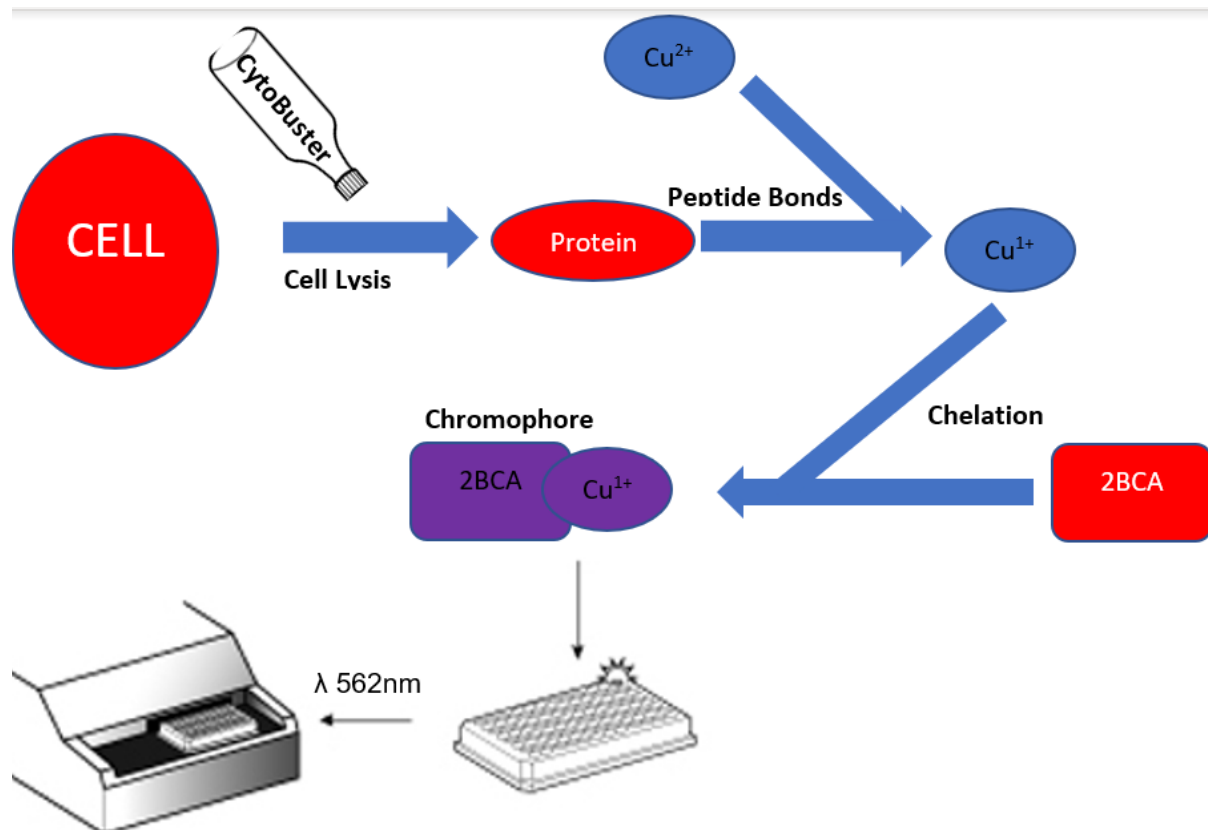 CytoBuster
Cu²⁺
CELL
Peptide Bonds
Protein
Cu¹⁺
Cell Lysis
Chromophore
Chelation
2BCA
Cu¹⁺
2BCA
λ 562nm